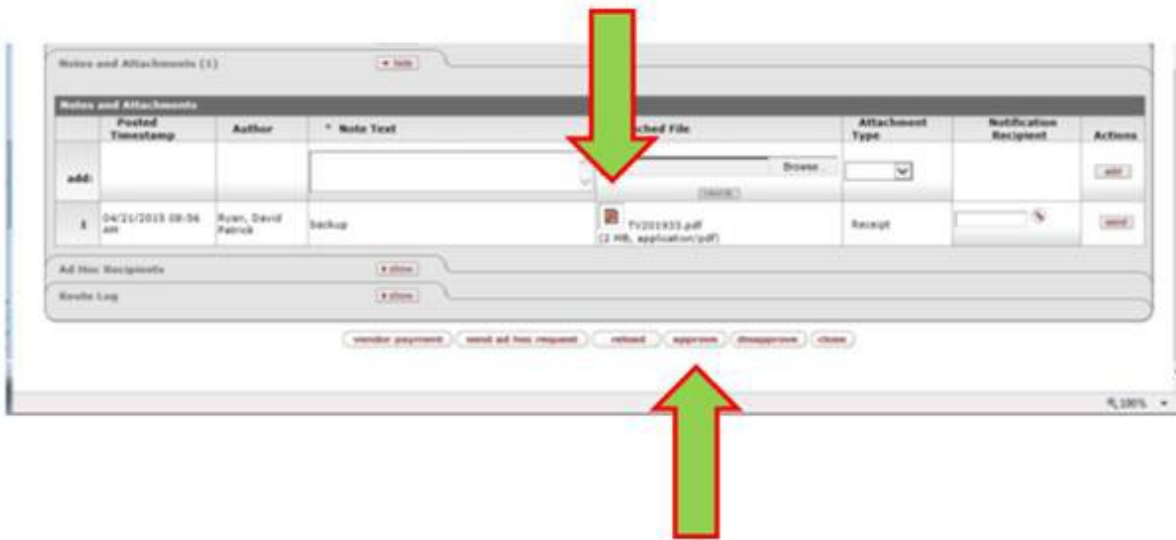 Notes and Attachments (1)
hide
Notes and Attachments
Posted Timestamp Author * Note Text ched File Attachment Type Notification Recipient Actions
add: Browse... add
cancel
1 04/21/2015 08:56 AM Ryan, David Patrick backup TV201933.pdf (2 MB, application/pdf) Receipt send
Ad Hoc Recipients show
Route Log show
vendor payment send ad hoc request reload approve disapprove close
100%